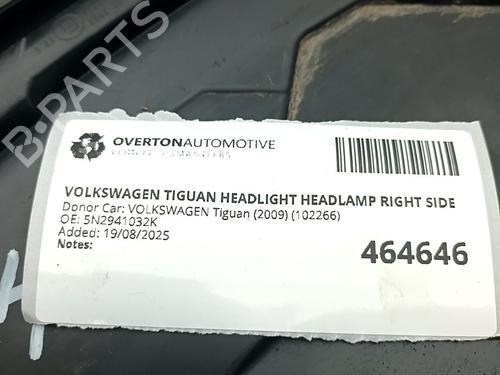 OVERTONAUTOMOTIVE
VEHICLE DISMANTLERS
VOLKSWAGEN TIGUAN HEADLIGHT HEADLAMP RIGHT SIDE
Donor Car: VOLKSWAGEN Tiguan (2009) (102266)
OE: 5N2941032K
Added: 19/08/2025
Notes:
464646
B-PARTS